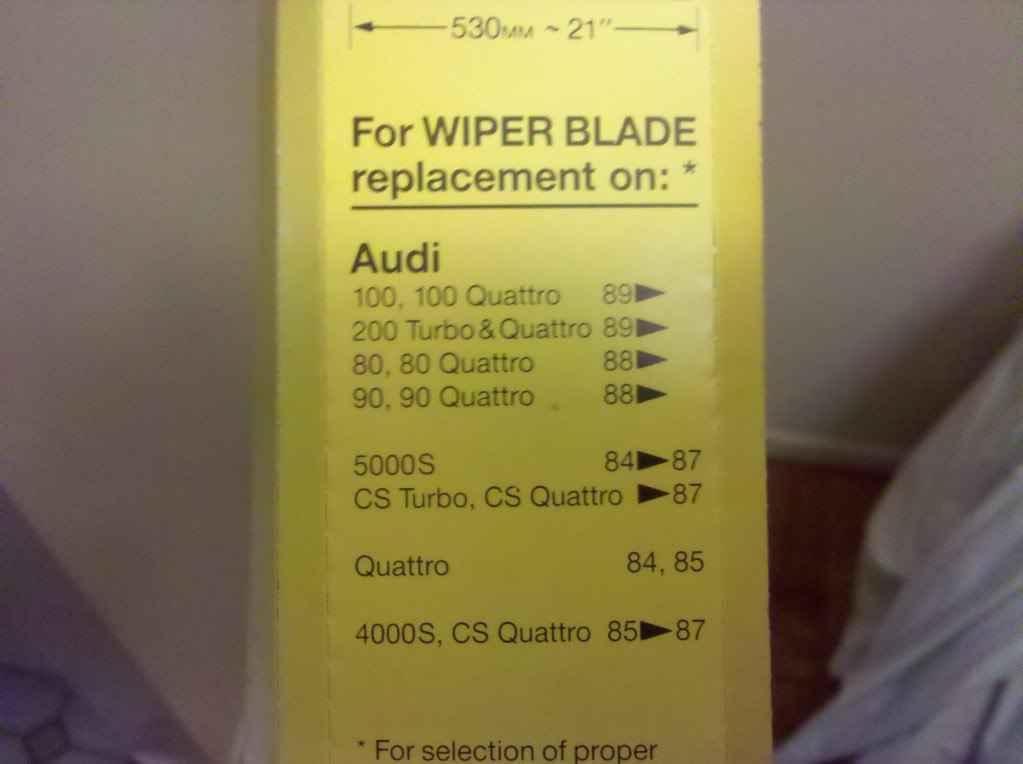 530MM ~ 21"
For WIPER BLADE
replacement on: *
Audi
100, 100 Quattro 89►
200 Turbo & Quattro 89►
80, 80 Quattro 88►
90, 90 Quattro 88►
5000S 84►87
CS Turbo, CS Quattro ►87
Quattro 84, 85
4000S, CS Quattro 85►87
* For selection of proper